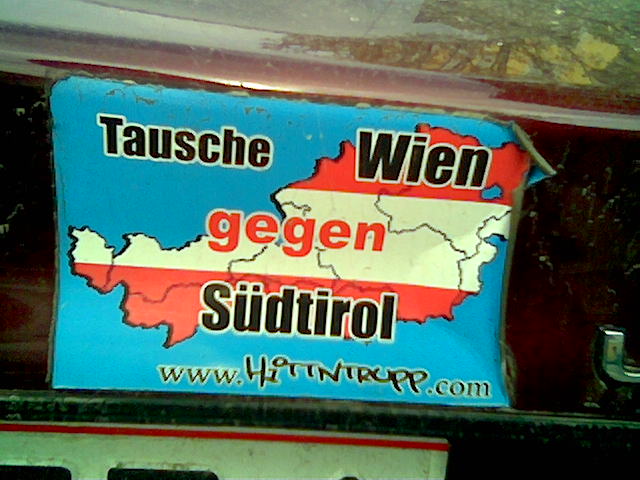 Tausche Wien
gegen
Südtirol
www.HiTTNTRUPP.com